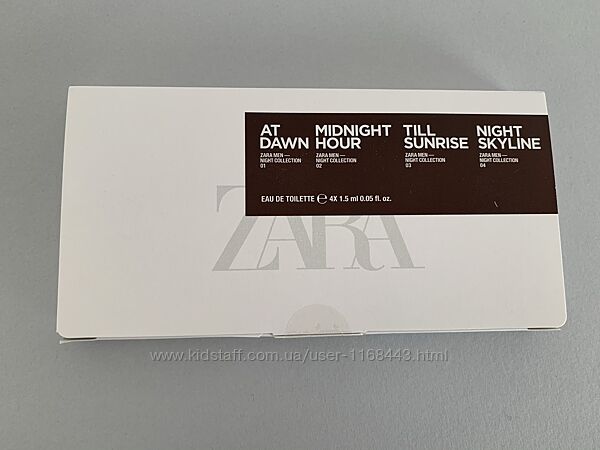 AT DAWN
ZARA MEN —
NIGHT COLLECTION
01
MIDNIGHT HOUR
ZARA MEN —
NIGHT COLLECTION
02
TILL SUNRISE
ZARA MEN —
NIGHT COLLECTION
03
NIGHT SKYLINE
ZARA MEN —
NIGHT COLLECTION
04
EAU DE TOILETTE ℮ 4X 1.5 ml 0.05 fl. oz.
ZARA
www.kidstaff.com.ua/user-1168443.html